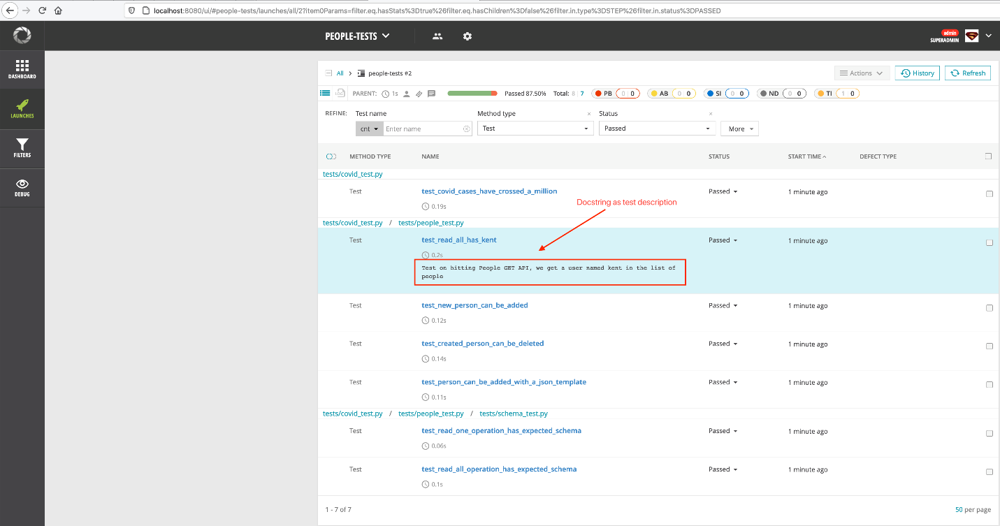 localhost:8080/ui/#people-tests/launches/all/2?item0Params=filter.eq.hasStats%3Dtrue%26filter.eq.hasChildren%3Dfalse%26filter.in.type%3DSTEP%26filter.in.status%3DPASSED
PEOPLE-TESTS
admin
SUPERADMIN
DASHBOARD
LAUNCHES
FILTERS
DEBUG
All > people-tests #2
Actions History Refresh
LOG PARENT: 1s Passed 87.50% Total: 8 | 7 PB 0 | 0 AB 0 | 0 SI 0 | 0 ND 0 | 0 TI 1 | 0
REFINE: Test name Method type × Status ×
cnt Enter name Test Passed More
METHOD TYPE NAME STATUS START TIME DEFECT TYPE
tests/covid_test.py
Test test_covid_cases_have_crossed_a_million Passed 1 minute ago
0.19s
Docstring as test description
tests/covid_test.py / tests/people_test.py
Test test_read_all_has_kent Passed 1 minute ago
0.2s
Test on hitting People GET API, we get a user named kent in the list of
people
Test test_new_person_can_be_added Passed 1 minute ago
0.12s
Test test_created_person_can_be_deleted Passed 1 minute ago
0.14s
Test test_person_can_be_added_with_a_json_template Passed 1 minute ago
0.11s
tests/covid_test.py / tests/people_test.py / tests/schema_test.py
Test test_read_one_operation_has_expected_schema Passed 1 minute ago
0.06s
Test test_read_all_operation_has_expected_schema Passed 1 minute ago
0.1s
1 - 7 of 7 50 per page